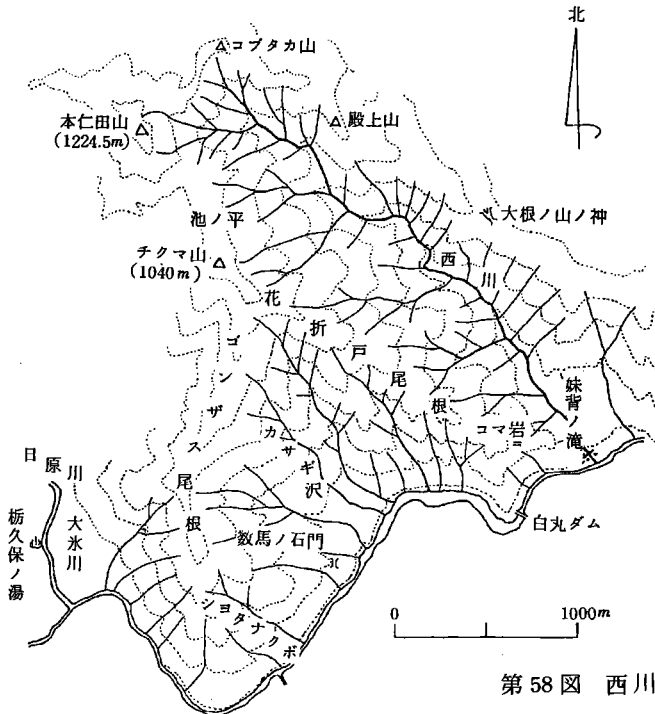 北
コブタカ山
本仁田山
(1224.5m)
殿上山
大根ノ山ノ神
池ノ平
チクマ山
(1040m)
西川
花折戸尾根
ゴンザス尾根
カサギ沢
コマ岩
妹背ノ滝
日原川
大氷川
栃久保ノ湯
数馬ノ石門
白丸ダム
ショタナクボ
0 1000m
第58図 西川